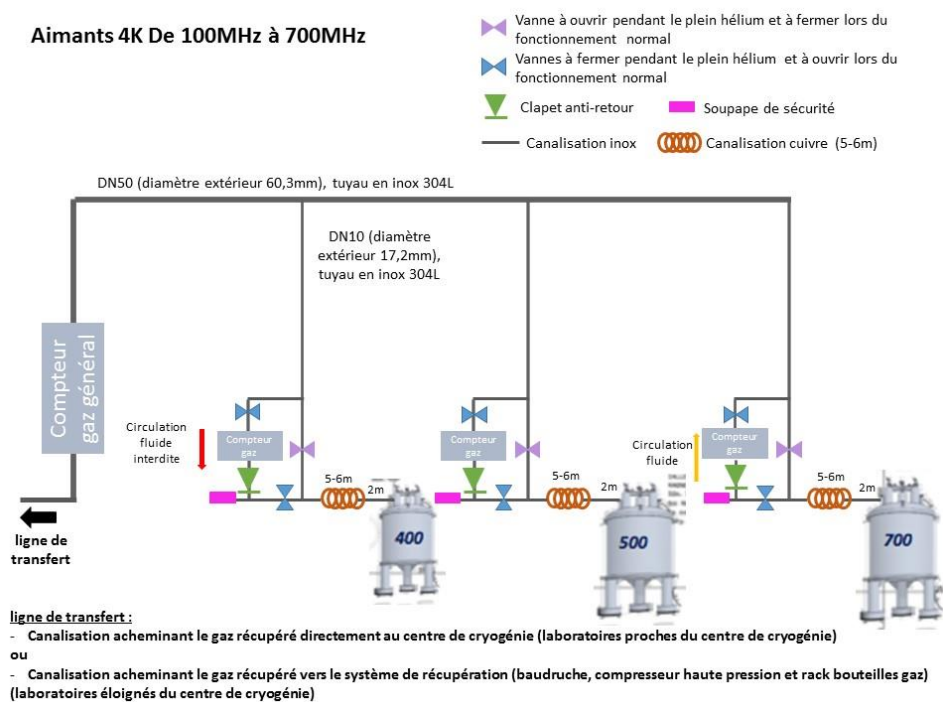 Aimants 4K De 100MHz à 700MHz
Vanne à ouvrir pendant le plein hélium et à fermer lors du
fonctionnement normal
Vannes à fermer pendant le plein hélium et à ouvrir lors du
fonctionnement normal
Clapet anti-retour
Soupape de sécurité
Canalisation inox
Canalisation cuivre (5-6m)
DN50 (diamètre extérieur 60,3mm), tuyau en inox 304L
DN10 (diamètre
extérieur 17,2mm),
tuyau en inox 304L
Compteur
gaz général
Circulation
fluide
interdite
Compteur
gaz
5-6m
2m
400
Compteur
gaz
5-6m
2m
500
Circulation
fluide
Compteur
gaz
5-6m
2m
700
ligne de
transfert
ligne de transfert :
- Canalisation acheminant le gaz récupéré directement au centre de cryogénie (laboratoires proches du centre de cryogénie)
ou
- Canalisation acheminant le gaz récupéré vers le système de récupération (baudruche, compresseur haute pression et rack bouteilles gaz)
(laboratoires éloignés du centre de cryogénie)